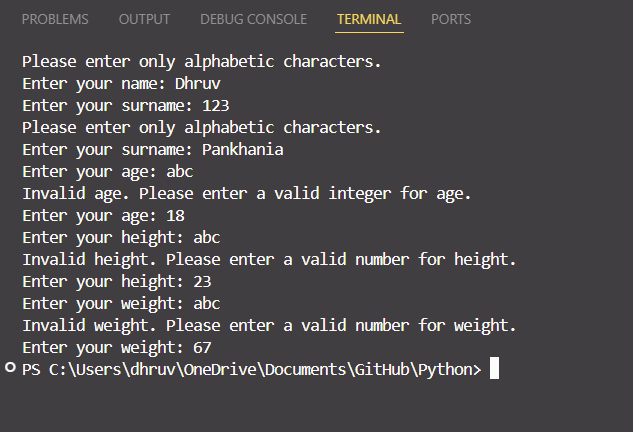 PROBLEMS OUTPUT DEBUG CONSOLE TERMINAL PORTS
Please enter only alphabetic characters.
Enter your name: Dhruv
Enter your surname: 123
Please enter only alphabetic characters.
Enter your surname: Pankhania
Enter your age: abc
Invalid age. Please enter a valid integer for age.
Enter your age: 18
Enter your height: abc
Invalid height. Please enter a valid number for height.
Enter your height: 23
Enter your weight: abc
Invalid weight. Please enter a valid number for weight.
Enter your weight: 67
PS C:\Users\dhruv\OneDrive\Documents\GitHub\Python>